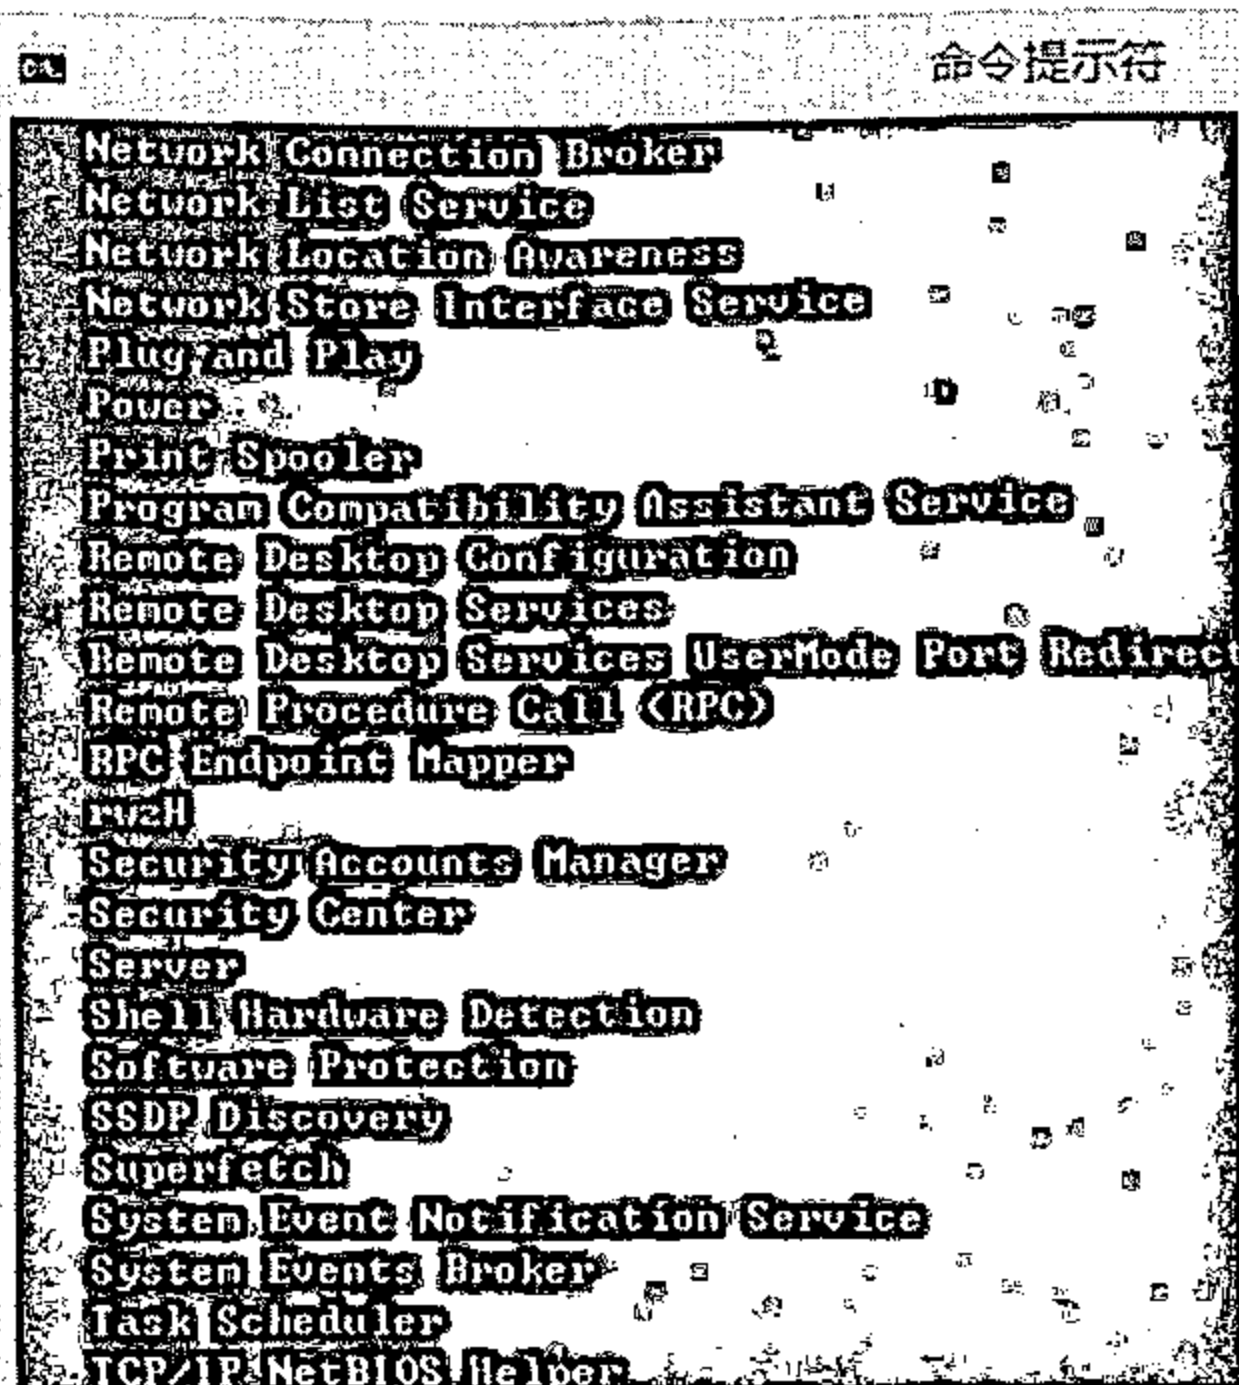 命令提示符
Network Connection Broker
Network List Service
Network Location Awareness
Network Store Interface Service
Plug and Play
Power
Print Spooler
Program Compatibility Assistant Service
Remote Desktop Configuration
Remote Desktop Services
Remote Desktop Services UserMode Port Redirect
Remote Procedure Call (RPC)
RPC Endpoint Mapper
rwzH
Security Accounts Manager
Security Center
Server
Shell Hardware Detection
Software Protection
SSDP Discovery
Superfetch
System Event Notification Service
System Events Broker
Task Scheduler
TCP/IP NetBIOS Helper